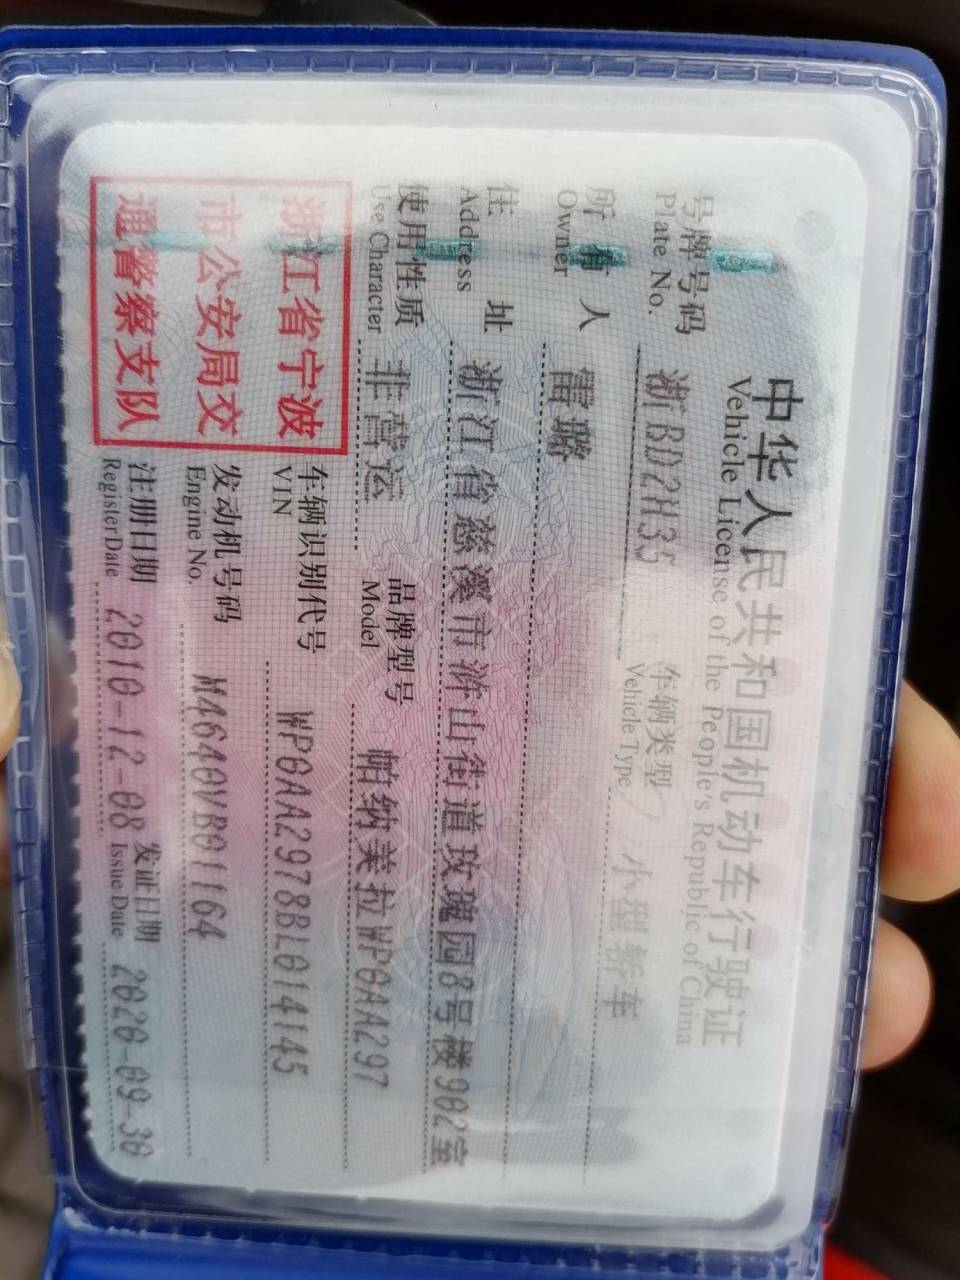 中华人民共和国机动车行驶证
Vehicle License of the People's Republic of China
号牌号码 浙BD2H35 车辆类型 小型轿车
Plate No. Vehicle Type
所有人 雷璐
Owner
住址 浙江省慈溪市浒山街道玫瑰园8号楼902室
Address
使用性质 非营运 品牌型号 帕纳美拉WP0AA297
Use Character Model
浙江省宁波
市公安局交
通警察支队
车辆识别代号 WP0AA2978BL014145
VIN
发动机号码 M4640VB01164
Engine No.
注册日期 2010-12-08 发证日期 2020-09-30
Register Date Issue Date